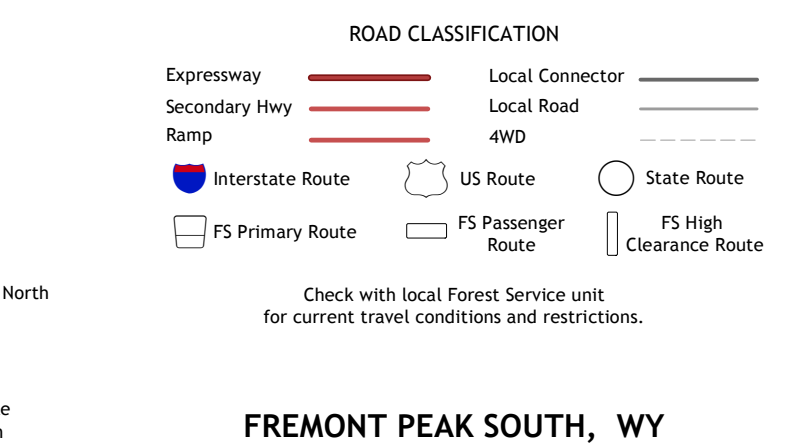 ROAD CLASSIFICATION
Expressway
Secondary Hwy
Ramp
Local Connector
Local Road
4WD
Interstate Route
US Route
State Route
FS Primary Route
FS Passenger
Route
FS High
Clearance Route
Check with local Forest Service unit
for current travel conditions and restrictions.
North
FREMONT PEAK SOUTH, WY